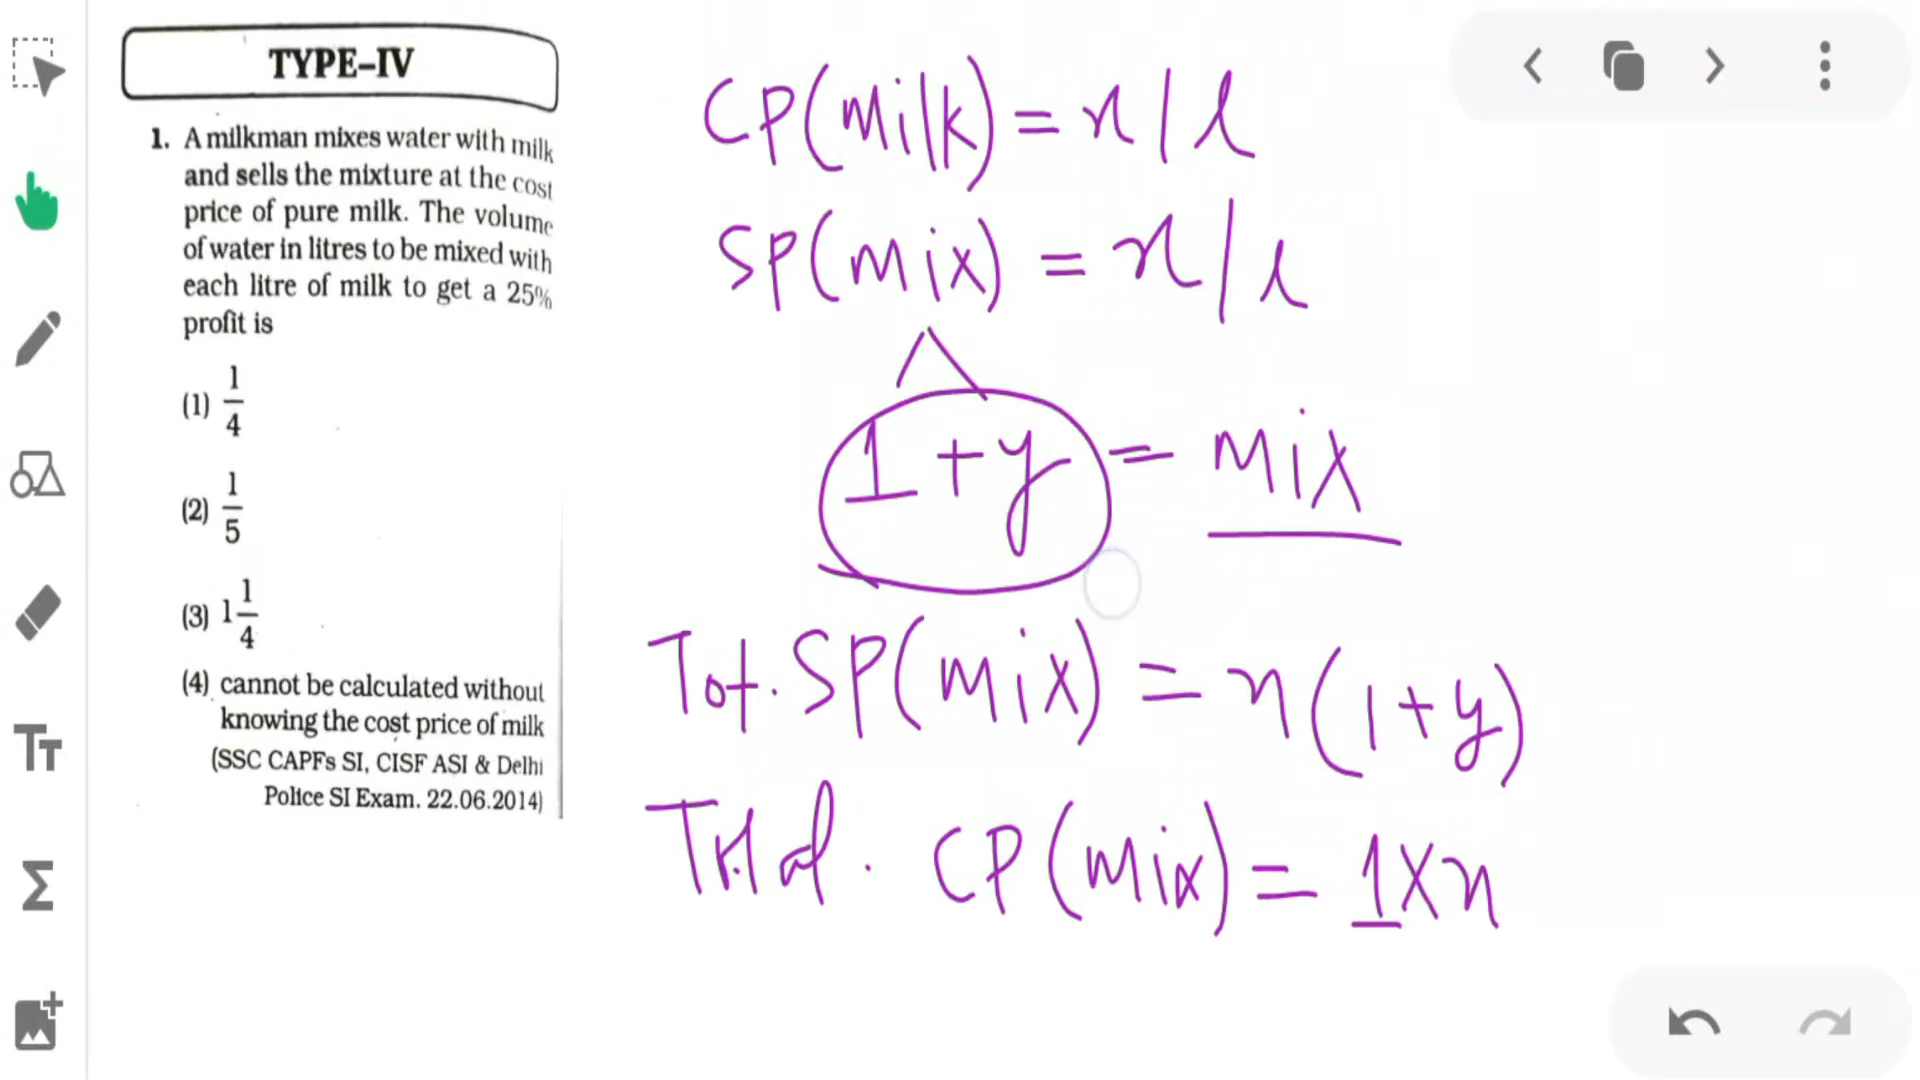 TYPE–IV
1. A milkman mixes water with milk
and sells the mixture at the cost
price of pure milk. The volume
of water in litres to be mixed with
each litre of milk to get a 25%
profit is
(1) 1/4
(2) 1/5
(3) 1 1/4
(4) cannot be calculated without
knowing the cost price of milk
(SSC CAPFs SI, CISF ASI & Delhi
Police SI Exam. 22.06.2014)
CP(Milk) = x/l
SP(mix) = x/l
1 + y = mix
Tot. SP(mix) = x(1+y)
Total. CP(mix) = 1×x
TT
Σ